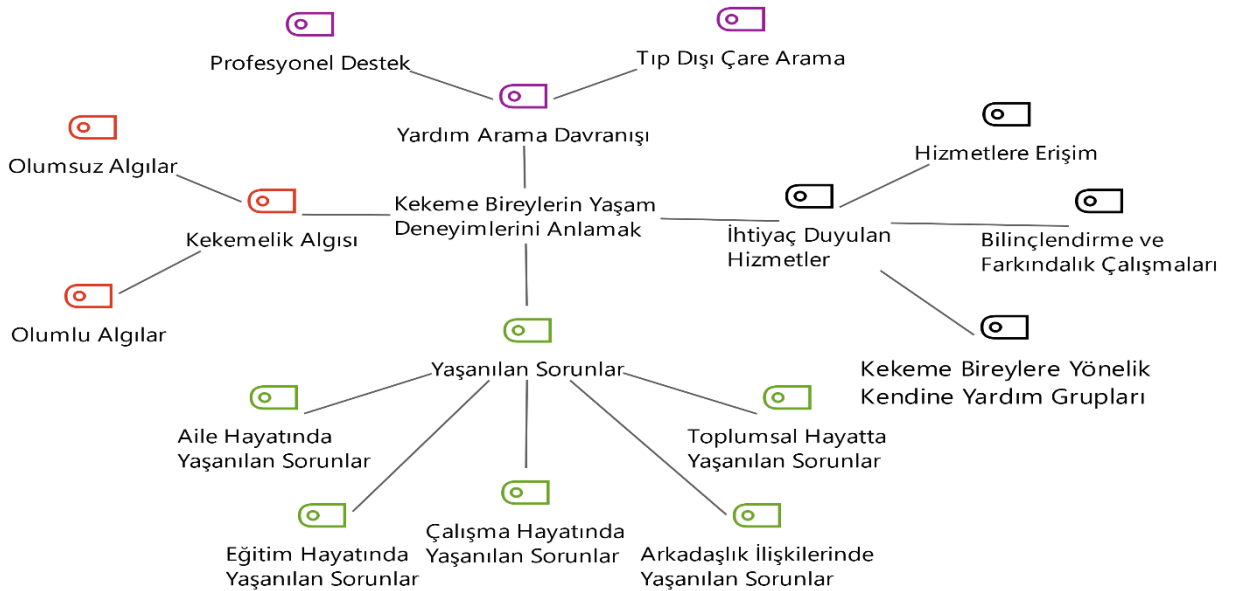 Profesyonel Destek
Tıp Dışı Çare Arama
Yardım Arama Davranışı
Olumsuz Algılar
Hizmetlere Erişim
Kekemelik Algısı
Kekeme Bireylerin Yaşam
Deneyimlerini Anlamak
İhtiyaç Duyulan
Hizmetler
Bilinçlendirme ve
Farkındalık Çalışmaları
Olumlu Algılar
Yaşanılan Sorunlar
Kekeme Bireylere Yönelik
Kendine Yardım Grupları
Aile Hayatında
Yaşanılan Sorunlar
Toplumsal Hayatta
Yaşanılan Sorunlar
Eğitim Hayatında
Yaşanılan Sorunlar
Çalışma Hayatında
Yaşanılan Sorunlar
Arkadaşlık İlişkilerinde
Yaşanılan Sorunlar